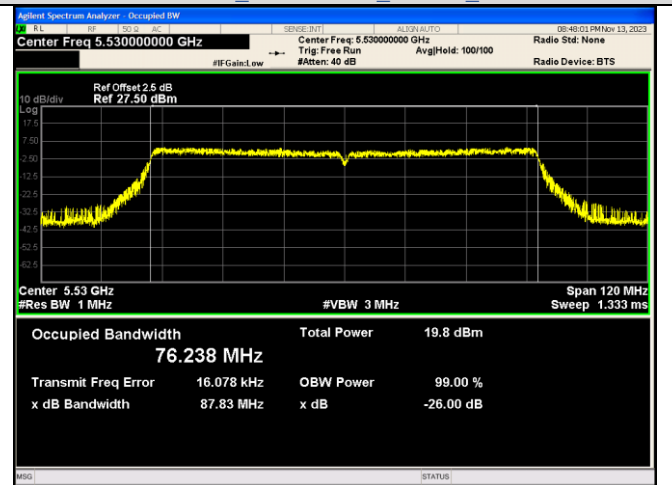 Agilent Spectrum Analyzer - Occupied BW
RL RF 50 Ω AC SENSE:INT ALIGN AUTO 08:48:01 PM Nov 13, 2023
Center Freq 5.530000000 GHz Center Freq: 5.530000000 GHz Radio Std: None
Trig: Free Run Avg|Hold: 100/100
#IFGain:Low #Atten: 40 dB Radio Device: BTS
Ref Offset 2.5 dB
10 dB/div Ref 27.50 dBm
Log
17.5
7.50
-2.50
-12.5
-22.5
-32.5
-42.5
-52.5
-62.5
Center 5.53 GHz Span 120 MHz
#Res BW 1 MHz #VBW 3 MHz Sweep 1.333 ms
Occupied Bandwidth Total Power 19.8 dBm
76.238 MHz
Transmit Freq Error 16.078 kHz OBW Power 99.00 %
x dB Bandwidth 87.83 MHz x dB -26.00 dB
MSG STATUS